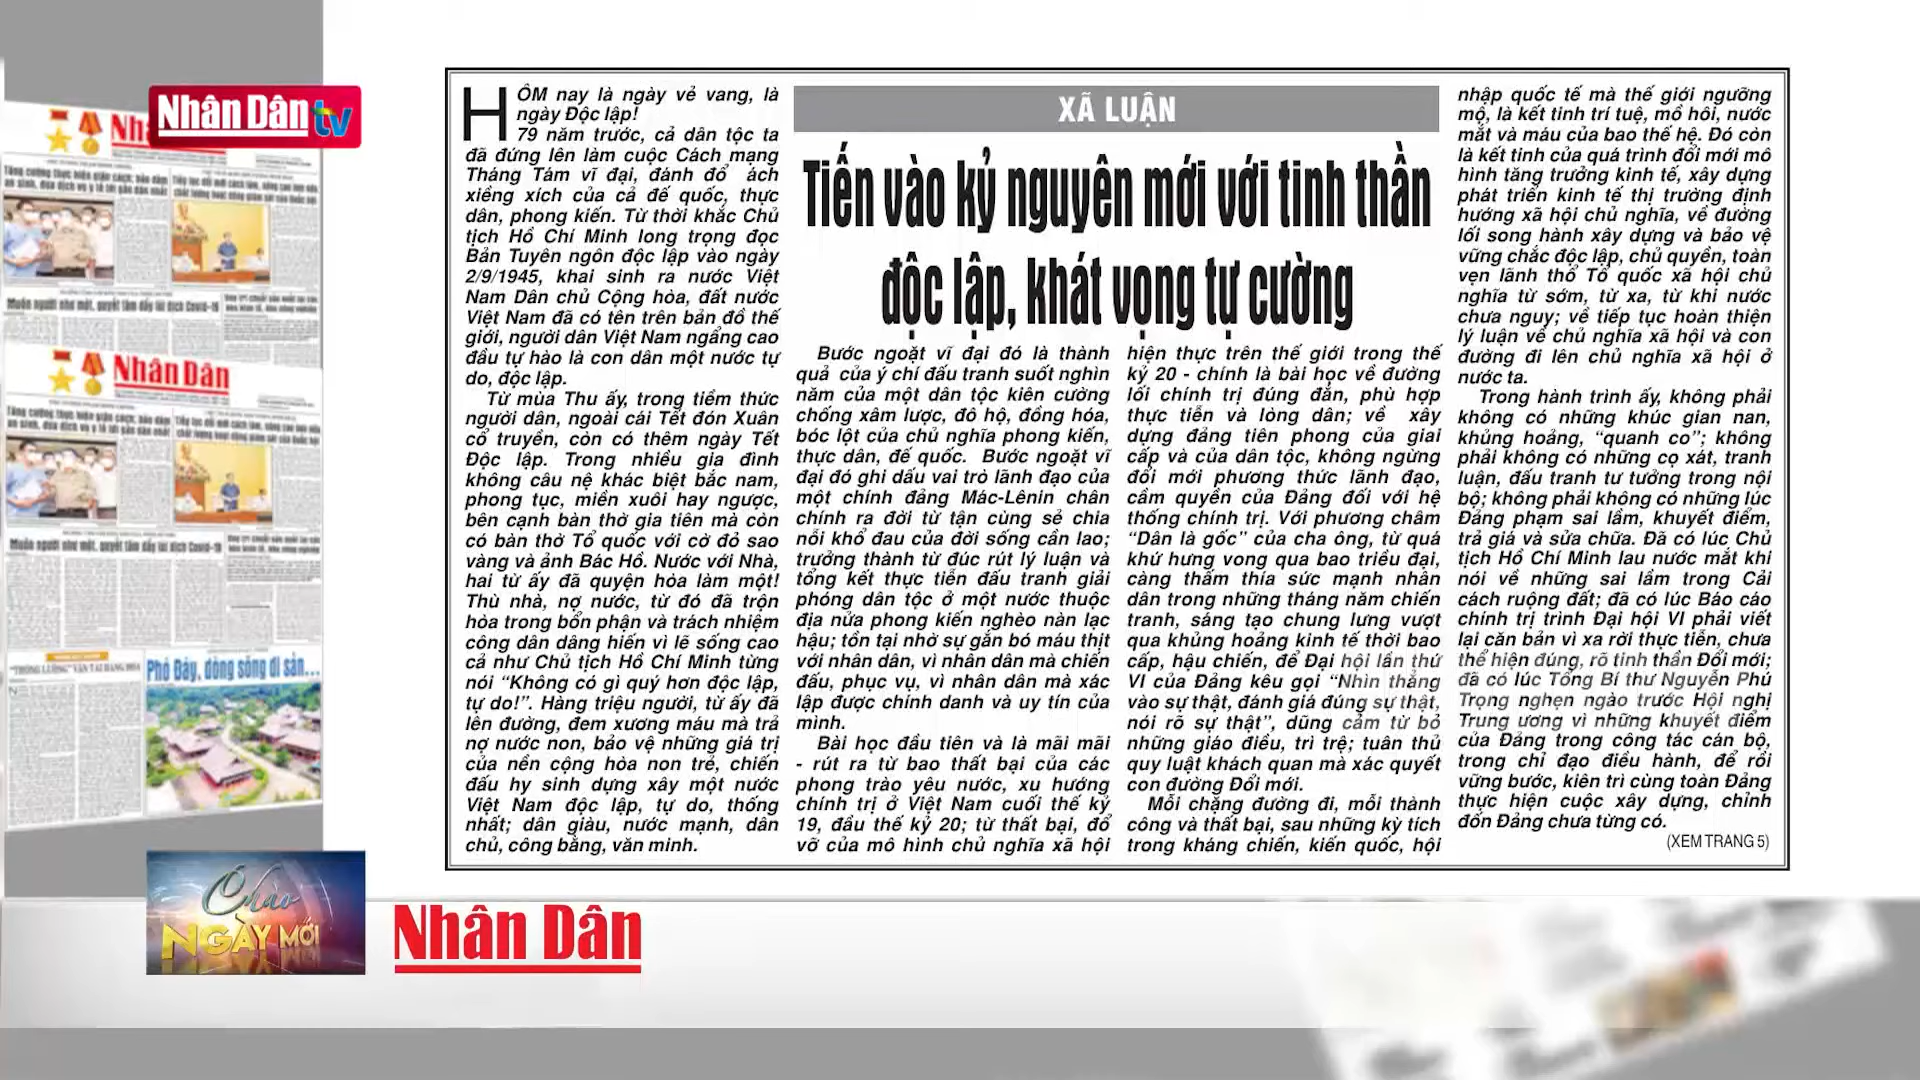 Nhân Dân tv
Nhân Dân
"THÔNG LUỒNG" VẬN TẢI HÀNG HÓA
Phố Đáy, dòng sông di sản...
HÔM nay là ngày vẻ vang, là
ngày Độc lập!
79 năm trước, cả dân tộc ta
đã đứng lên làm cuộc Cách mạng
Tháng Tám vĩ đại, đánh đổ ách
xiềng xích của cả đế quốc, thực
dân, phong kiến. Từ thời khắc Chủ
tịch Hồ Chí Minh long trọng đọc
Bản Tuyên ngôn độc lập vào ngày
2/9/1945, khai sinh ra nước Việt
Nam Dân chủ Cộng hòa, đất nước
Việt Nam đã có tên trên bản đồ thế
giới, người dân Việt Nam ngẩng cao
đầu tự hào là con dân một nước tự
do, độc lập.
Từ mùa Thu ấy, trong tiềm thức
người dân, ngoài cái Tết đón Xuân
cổ truyền, còn có thêm ngày Tết
Độc lập. Trong nhiều gia đình
không câu nệ khác biệt bắc nam,
phong tục, miền xuôi hay ngược,
bên cạnh bàn thờ gia tiên mà còn
có bàn thờ Tổ quốc với cờ đỏ sao
vàng và ảnh Bác Hồ. Nước với Nhà,
hai từ ấy đã quyện hòa làm một!
Thù nhà, nợ nước, từ đó đã trộn
hòa trong bổn phận và trách nhiệm
công dân dâng hiến vì lẽ sống cao
cả như Chủ tịch Hồ Chí Minh từng
nói “Không có gì quý hơn độc lập,
tự do!”. Hàng triệu người, từ ấy đã
lên đường, đem xương máu mà trả
nợ nước non, bảo vệ những giá trị
của nền cộng hòa non trẻ, chiến
đấu hy sinh dựng xây một nước
Việt Nam độc lập, tự do, thống
nhất; dân giàu, nước mạnh, dân
chủ, công bằng, văn minh.
XÃ LUẬN
Tiến vào kỷ nguyên mới với tinh thần
độc lập, khát vọng tự cường
Bước ngoặt vĩ đại đó là thành
quả của ý chí đấu tranh suốt nghìn
năm của một dân tộc kiên cường
chống xâm lược, đô hộ, đồng hóa,
bóc lột của chủ nghĩa phong kiến,
thực dân, đế quốc. Bước ngoặt vĩ
đại đó ghi dấu vai trò lãnh đạo của
một chính đảng Mác-Lênin chân
chính ra đời từ tận cùng sẻ chia
nỗi khổ đau của đời sống cần lao;
trưởng thành từ đúc rút lý luận và
tổng kết thực tiễn đấu tranh giải
phóng dân tộc ở một nước thuộc
địa nửa phong kiến nghèo nàn lạc
hậu; tồn tại nhờ sự gắn bó máu thịt
với nhân dân, vì nhân dân mà chiến
đấu, phục vụ, vì nhân dân mà xác
lập được chính danh và uy tín của
mình.
Bài học đầu tiên và là mãi mãi
- rút ra từ bao thất bại của các
phong trào yêu nước, xu hướng
chính trị ở Việt Nam cuối thế kỷ
19, đầu thế kỷ 20; từ thất bại, đổ
vỡ của mô hình chủ nghĩa xã hội
hiện thực trên thế giới trong thế
kỷ 20 - chính là bài học về đường
lối chính trị đúng đắn, phù hợp
thực tiễn và lòng dân; về xây
dựng đảng tiên phong của giai
cấp và của dân tộc, không ngừng
đổi mới phương thức lãnh đạo,
cầm quyền của Đảng đối với hệ
thống chính trị. Với phương châm
“Dân là gốc” của cha ông, từ quá
khứ hưng vong qua bao triều đại,
càng thấm thía sức mạnh nhân
dân trong những tháng năm chiến
tranh, sáng tạo chung lưng vượt
qua khủng hoảng kinh tế thời bao
cấp, hậu chiến, để Đại hội lần thứ
VI của Đảng kêu gọi “Nhìn thẳng
vào sự thật, đánh giá đúng sự thật,
nói rõ sự thật”, dũng cảm từ bỏ
những giáo điều, trì trệ; tuân thủ
quy luật khách quan mà xác quyết
con đường Đổi mới.
Mỗi chặng đường đi, mỗi thành
công và thất bại, sau những kỳ tích
trong kháng chiến, kiến quốc, hội
nhập quốc tế mà thế giới ngưỡng
mộ, là kết tinh trí tuệ, mồ hôi, nước
mắt và máu của bao thế hệ. Đó còn
là kết tinh của quá trình đổi mới mô
hình tăng trưởng kinh tế, xây dựng
phát triển kinh tế thị trường định
hướng xã hội chủ nghĩa, về đường
lối song hành xây dựng và bảo vệ
vững chắc độc lập, chủ quyền, toàn
vẹn lãnh thổ Tổ quốc xã hội chủ
nghĩa từ sớm, từ xa, từ khi nước
chưa nguy; về tiếp tục hoàn thiện
lý luận về chủ nghĩa xã hội và con
đường đi lên chủ nghĩa xã hội ở
nước ta.
Trong hành trình ấy, không phải
không có những khúc gian nan,
khủng hoảng, “quanh co”; không
phải không có những cọ xát, tranh
luận, đấu tranh tư tưởng trong nội
bộ; không phải không có những lúc
Đảng phạm sai lầm, khuyết điểm,
trả giá và sửa chữa. Đã có lúc Chủ
tịch Hồ Chí Minh lau nước mắt khi
nói về những sai lầm trong Cải
cách ruộng đất; đã có lúc Báo cáo
chính trị trình Đại hội VI phải viết
lại căn bản vì xa rời thực tiễn, chưa
thể hiện đúng, rõ tinh thần Đổi mới;
đã có lúc Tổng Bí thư Nguyễn Phú
Trọng nghẹn ngào trước Hội nghị
Trung ương vì những khuyết điểm
của Đảng trong công tác cán bộ,
trong chỉ đạo điều hành, để rồi
vững bước, kiên trì cùng toàn Đảng
thực hiện cuộc xây dựng, chỉnh
đốn Đảng chưa từng có.
(XEM TRANG 5)
Chào
NGÀY MỚI
Nhân Dân